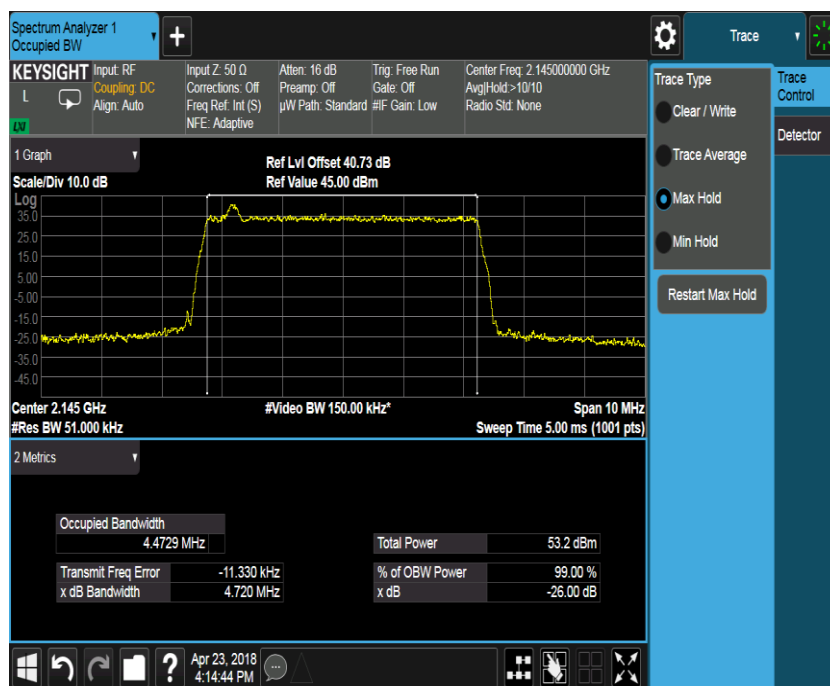 Spectrum Analyzer 1
Occupied BW
+
Trace
KEYSIGHT
L
LXI
Input: RF
Coupling: DC
Align: Auto
Input Z: 50 Ω
Corrections: Off
Freq Ref: Int (S)
NFE: Adaptive
Atten: 16 dB
Preamp: Off
µW Path: Standard
Trig: Free Run
Gate: Off
#IF Gain: Low
Center Freq: 2.145000000 GHz
Avg|Hold:>10/10
Radio Std: None
Trace Type
Clear / Write
Trace Average
Max Hold
Min Hold
Restart Max Hold
Trace Control
Detector
1 Graph
Scale/Div 10.0 dB
Ref Lvl Offset 40.73 dB
Ref Value 45.00 dBm
Log
35.0
25.0
15.0
5.00
-5.00
-15.0
-25.0
-35.0
-45.0
Center 2.145 GHz
#Res BW 51.000 kHz
#Video BW 150.00 kHz*
Span 10 MHz
Sweep Time 5.00 ms (1001 pts)
2 Metrics
Occupied Bandwidth
4.4729 MHz
Total Power 53.2 dBm
Transmit Freq Error -11.330 kHz
% of OBW Power 99.00 %
x dB Bandwidth 4.720 MHz
x dB -26.00 dB
?
Apr 23, 2018
4:14:44 PM